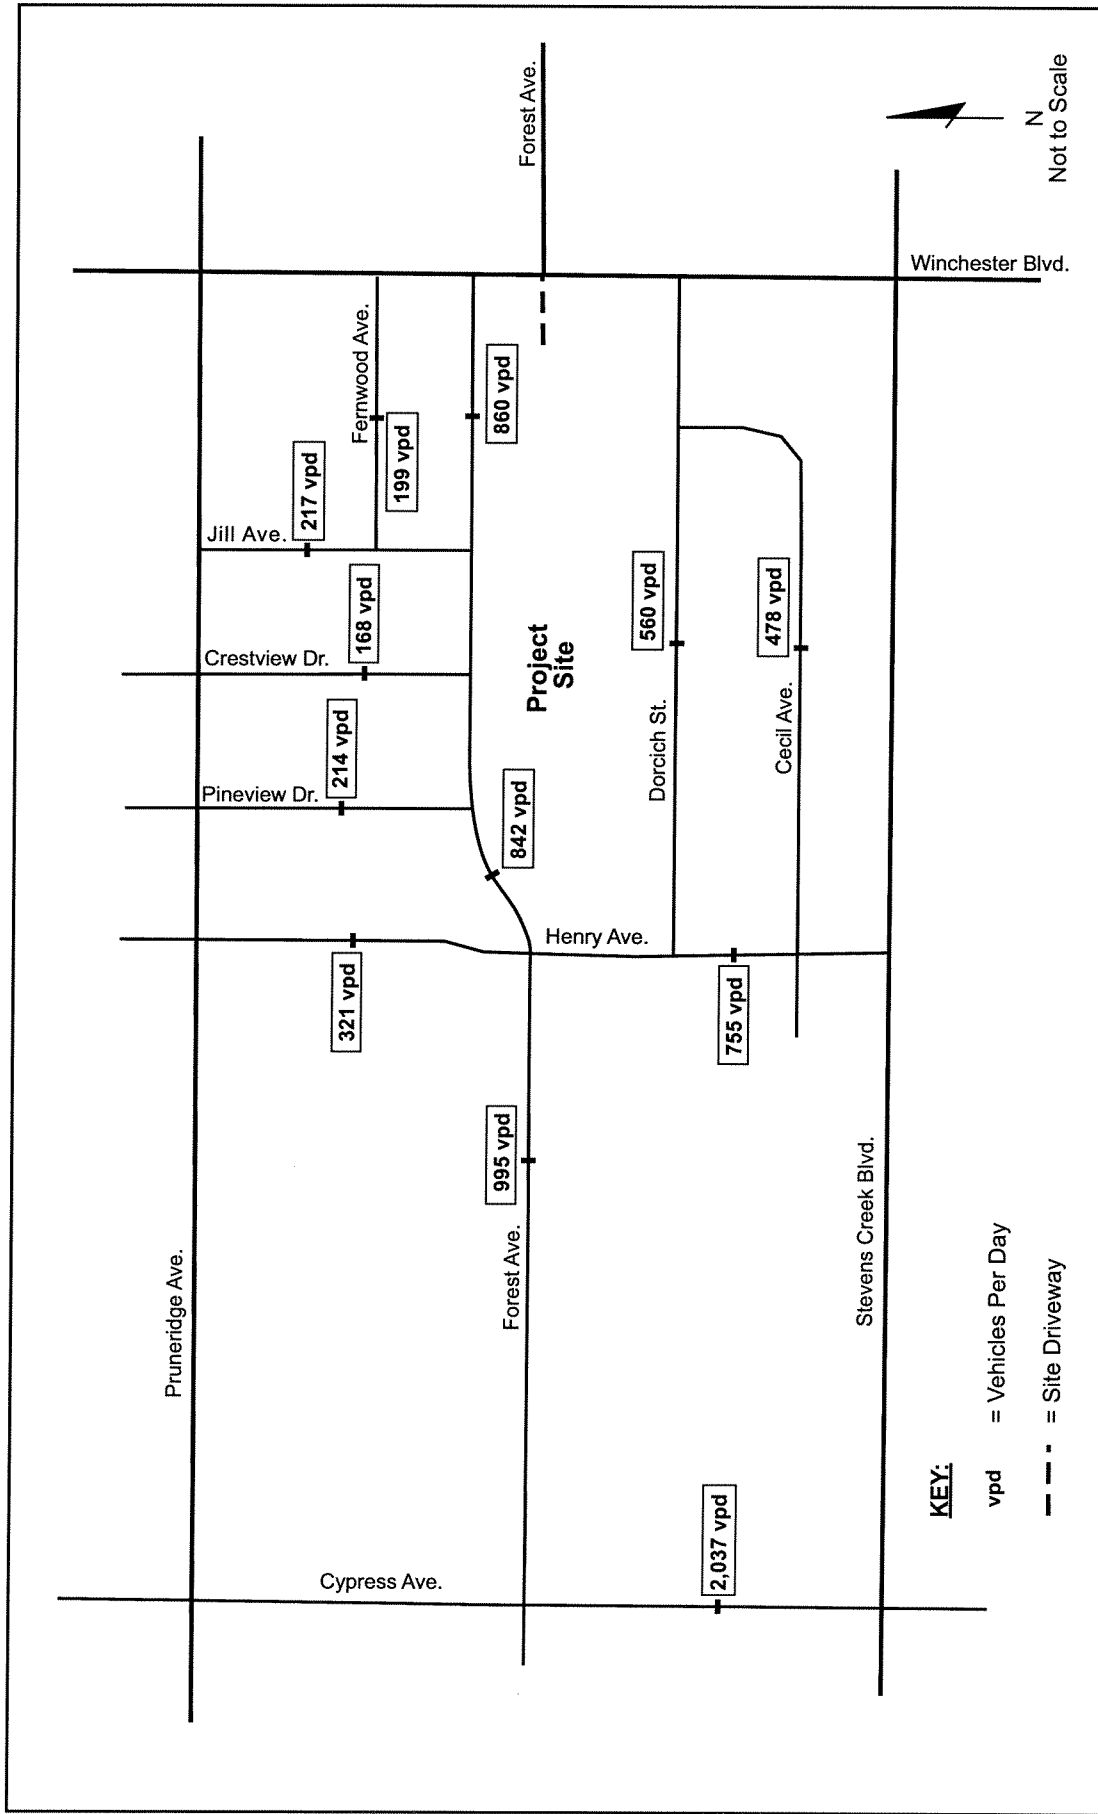 Forest Ave.
N
Not to Scale
Winchester Blvd.
Fernwood Ave.
860 vpd
199 vpd
217 vpd
Jill Ave.
168 vpd
Crestview Dr.
Project
Site
560 vpd
478 vpd
214 vpd
Pineview Dr.
842 vpd
Dorcich St.
Cecil Ave.
Henry Ave.
321 vpd
755 vpd
995 vpd
Pruneridge Ave.
Forest Ave.
Stevens Creek Blvd.
Cypress Ave.
2,037 vpd
KEY:
vpd = Vehicles Per Day
= Site Driveway